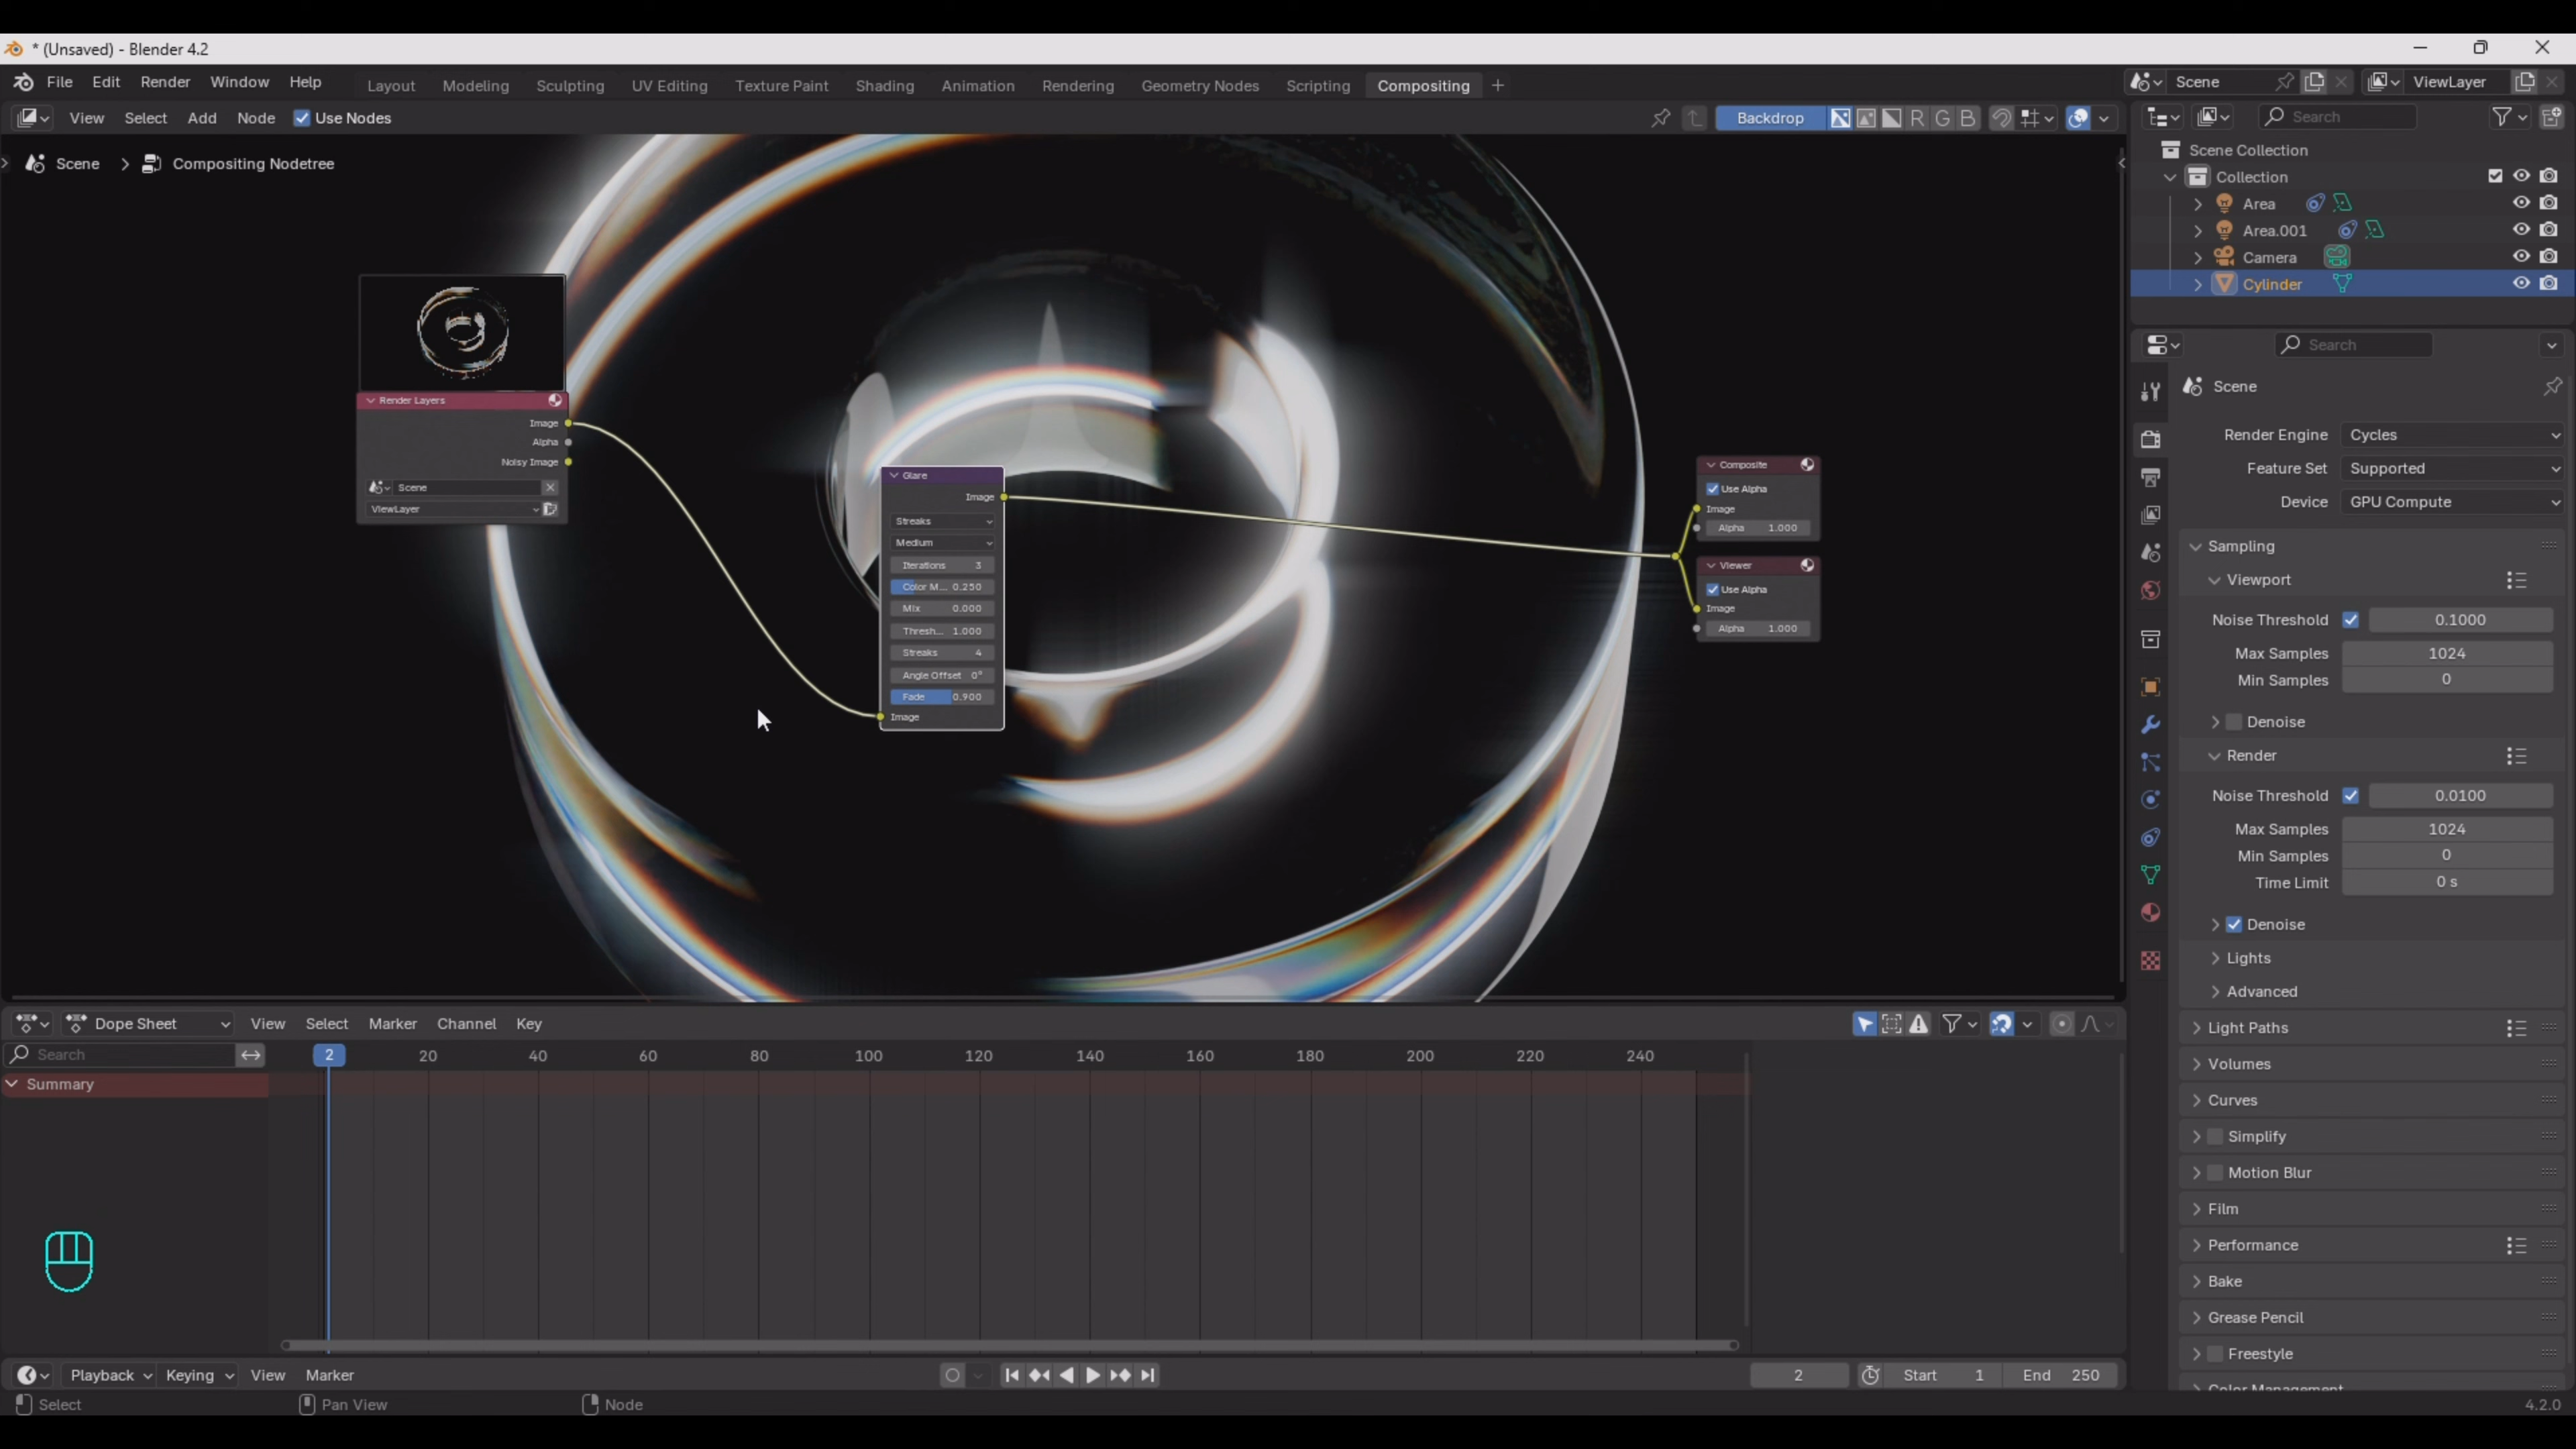 * (Unsaved) - Blender 4.2
File Edit Render Window Help Layout Modeling Sculpting UV Editing Texture Paint Shading Animation Rendering Geometry Nodes Scripting Compositing + Scene ViewLayer
View Select Add Node Use Nodes Backdrop R G B Search
Scene > Compositing Nodetree
Scene Collection
Collection
Area
Area.001
Camera
Cylinder
Search
Scene
Render Engine Cycles
Feature Set Supported
Device GPU Compute
Sampling
Viewport
Noise Threshold 0.1000
Max Samples 1024
Min Samples 0
Denoise
Render
Noise Threshold 0.0100
Max Samples 1024
Min Samples 0
Time Limit 0 s
Denoise
Lights
Advanced
Light Paths
Volumes
Curves
Simplify
Motion Blur
Film
Performance
Bake
Grease Pencil
Freestyle
Color Management
Render Layers
Image
Alpha
Noisy Image
Scene
ViewLayer
Glare
Image
Streaks
Medium
Iterations 3
Color M... 0.250
Mix 0.000
Thresh... 1.000
Streaks 4
Angle Offset 0°
Fade 0.900
Image
Composite
Use Alpha
Image
Alpha 1.000
Viewer
Use Alpha
Image
Alpha 1.000
Dope Sheet View Select Marker Channel Key
Search 2 20 40 60 80 100 120 140 160 180 200 220 240
Summary
Playback Keying View Marker 2 Start 1 End 250
Select Pan View Node 4.2.0